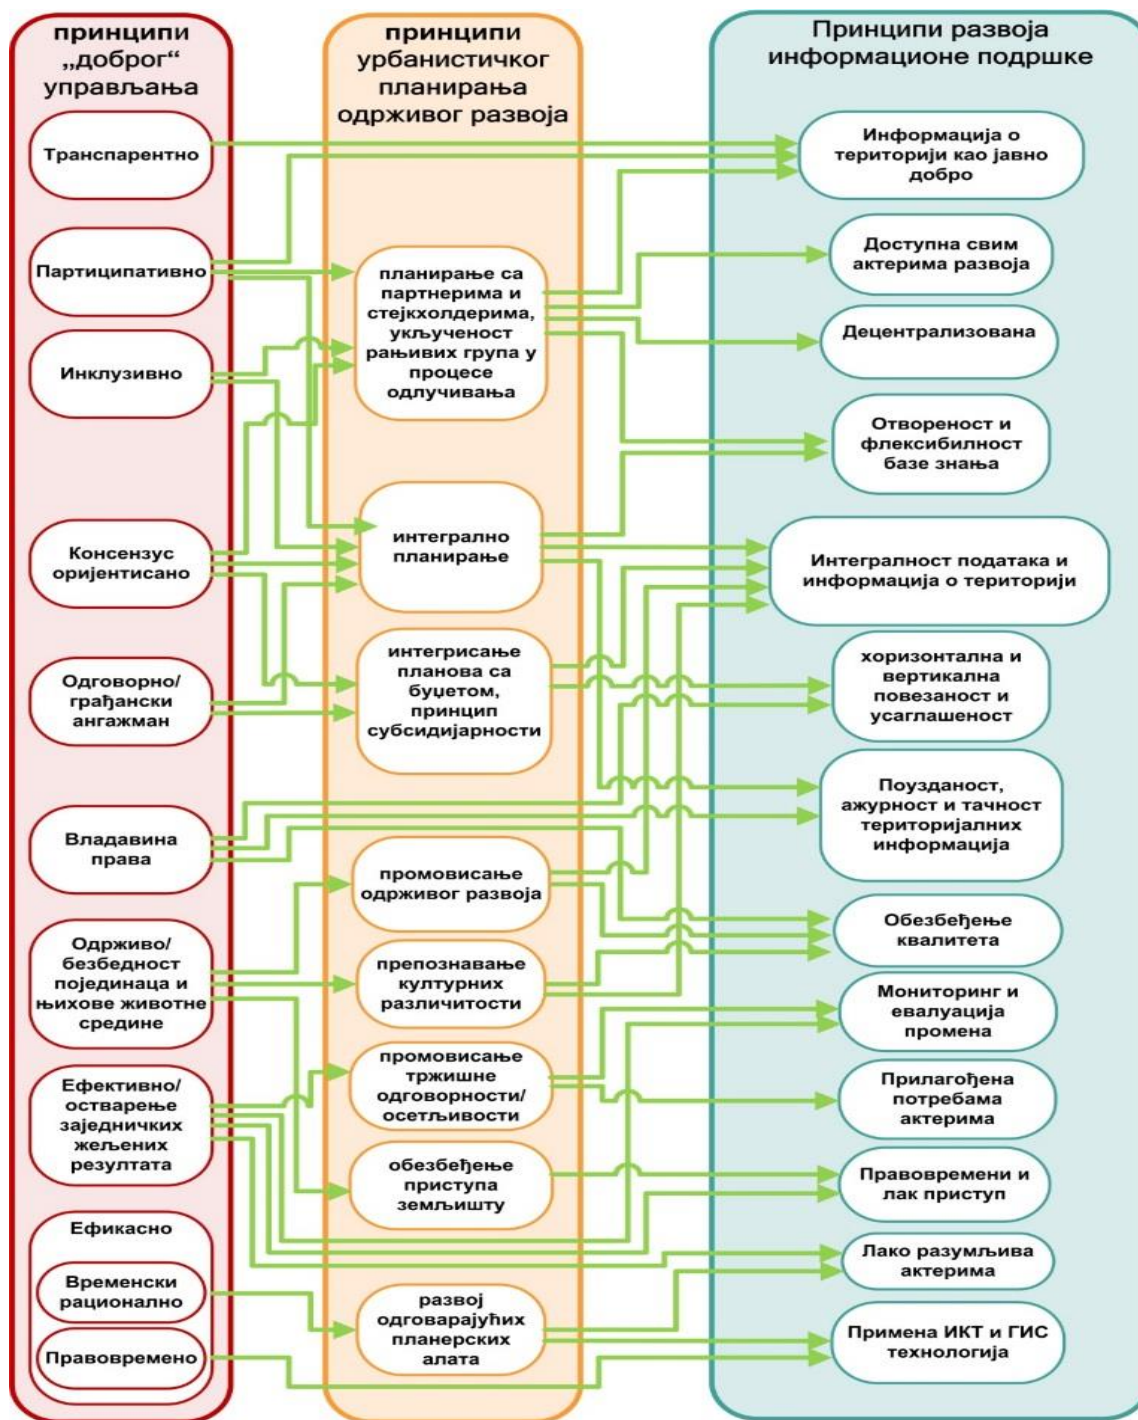 принципи
„доброг“
управљања
Транспарентно
Партиципативно
Инклузивно
Консензус
оријентисано
Одговорно/
грађански
ангажман
Владавина
права
Одрживо/
безбедност
појединаца и
њихове животне
средине
Ефективно/
остварење
заједничких
жељених
резултата
Ефикасно
Временски
рационално
Правовремено
принципи
урбанистичког
планирања
одрживог развоја
планирање са
партнерима и
стејкхолдерима,
укљученост
рањивих група у
процесе
одлучивања
интегрално
планирање
интегрисање
планова са
буџетом,
принцип
субсидијарности
промовисање
одрживог развоја
препознавање
културних
различитости
промовисање
тржишне
одговорности/
осетљивости
обезбеђење
приступа
земљишту
развој
одговарајућих
планерских
алата
Принципи развоја
информационе подршке
Информација о
територији као јавно
добро
Доступна свим
актерима развоја
Децентрализована
Отвореност и
флексибилност
базе знања
Интегралност података и
информација о територији
хоризонтална и
вертикална
повезаност и
усаглашеност
Поузданост,
ажурност и тачност
територијалних
информација
Обезбеђење
квалитета
Мониторинг и
евалуација
промена
Прилагођена
потребама
актерима
Правовремени и
лак приступ
Лако разумљива
актерима
Примена ИКТ и ГИС
технологија